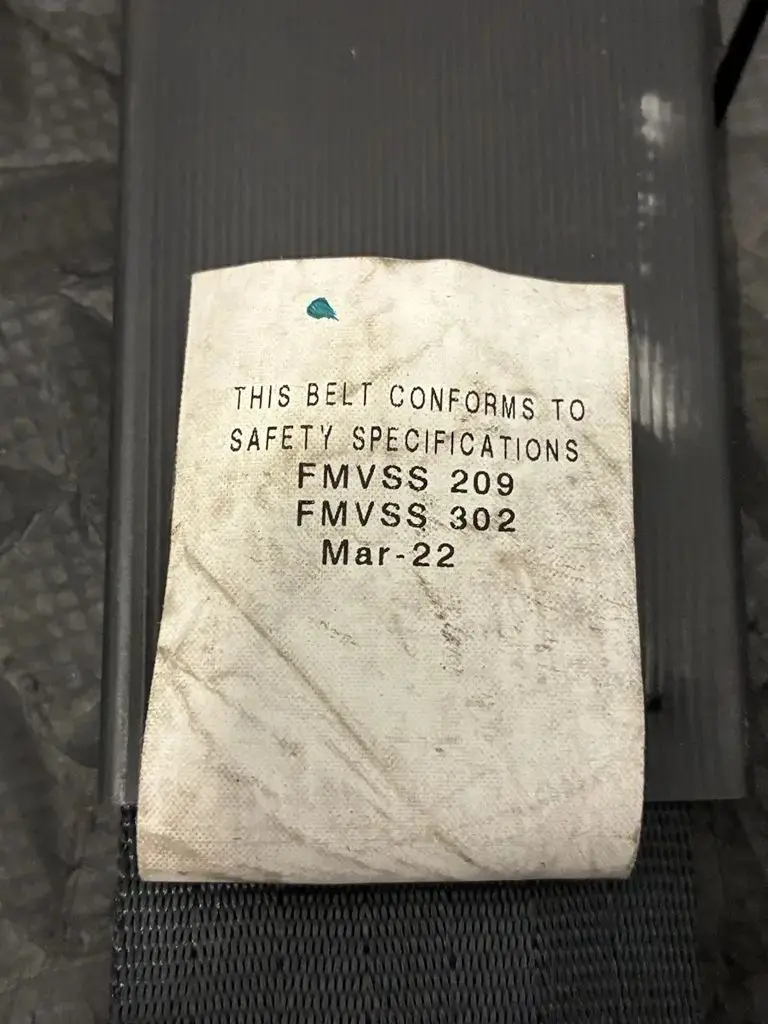 THIS BELT CONFORMS TO
SAFETY SPECIFICATIONS
FMVSS 209
FMVSS 302
Mar-22